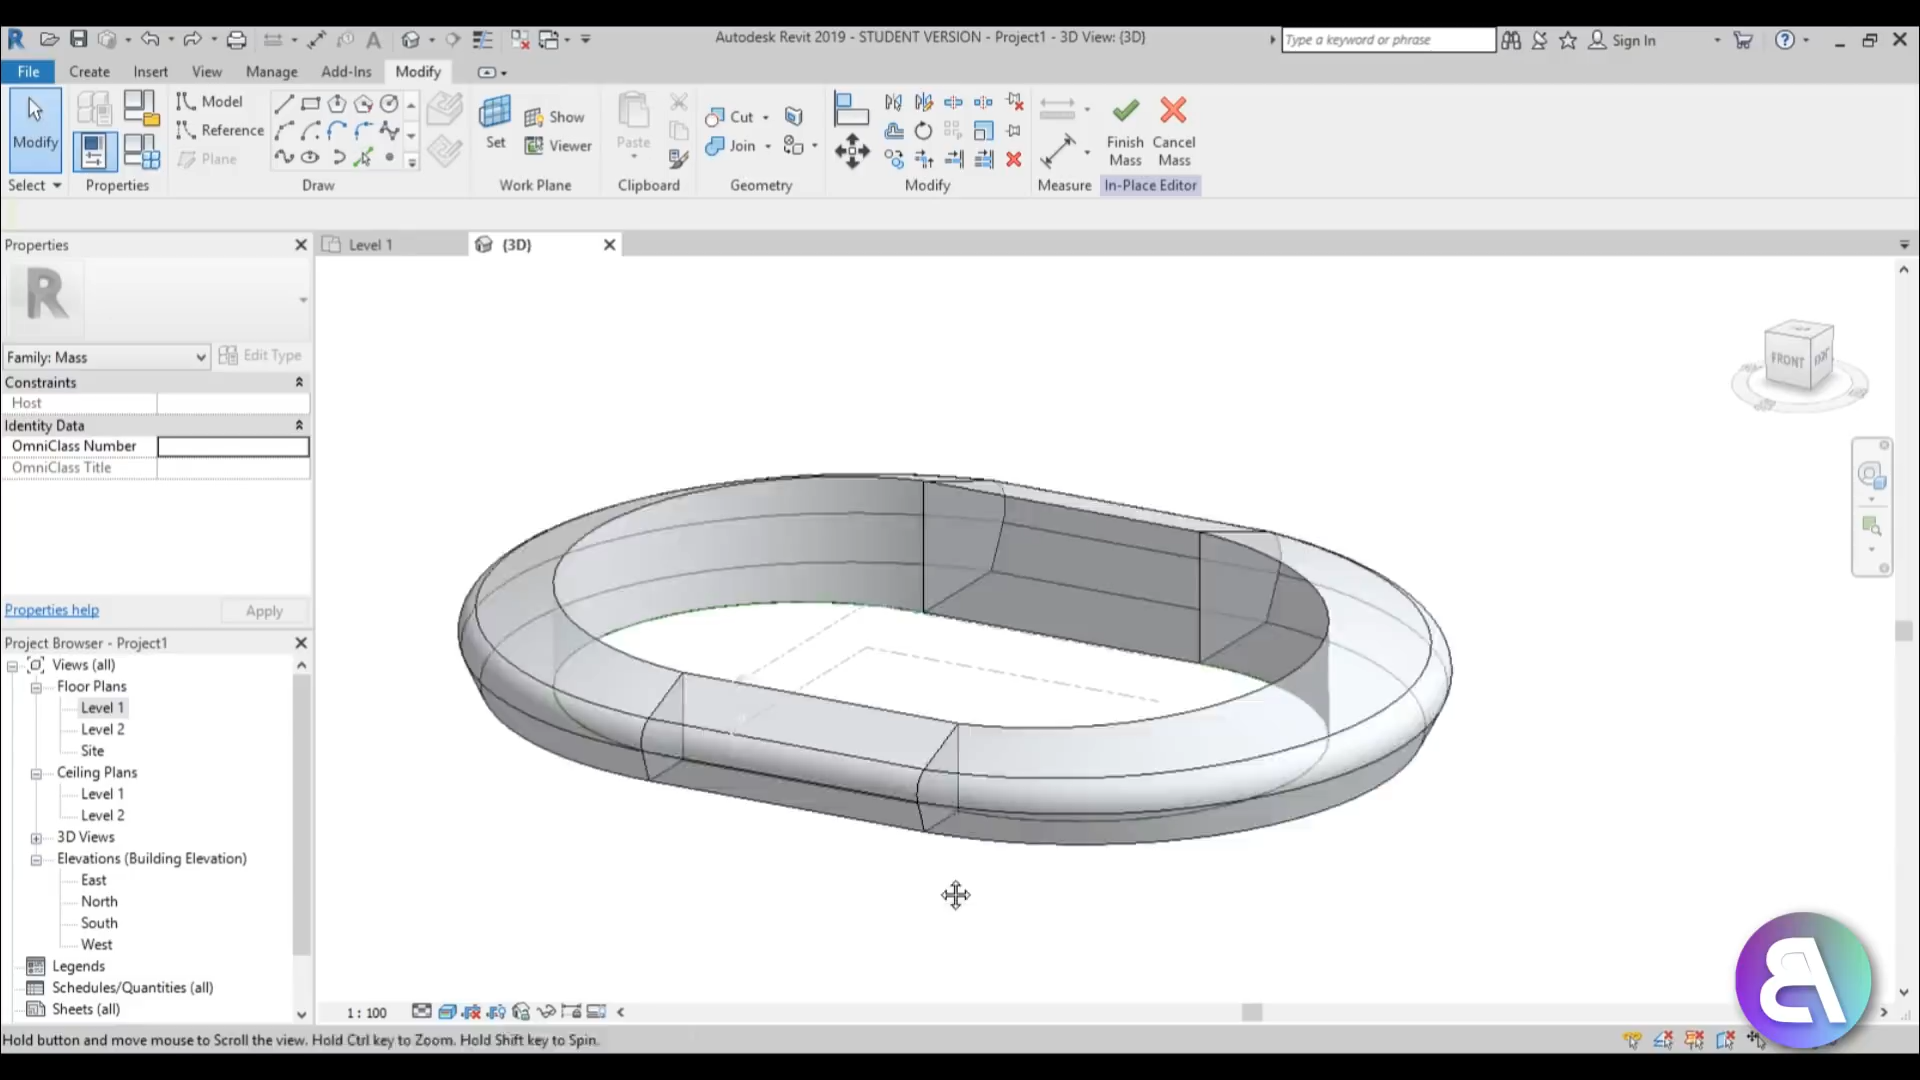 Autodesk Revit 2019 - STUDENT VERSION - Project1 - 3D View: {3D}
Type a keyword or phrase
Sign In
File Create Insert View Manage Add-Ins Modify
Modify
Model
Reference
Plane
Set
Show
Viewer
Paste
Cut
Join
Finish Mass
Cancel Mass
Select Properties Draw Work Plane Clipboard Geometry Modify Measure In-Place Editor
Properties
Level 1
{3D}
R
Family: Mass
Edit Type
Constraints
Host
Identity Data
OmniClass Number
OmniClass Title
Properties help
Apply
Project Browser - Project1
Views (all)
Floor Plans
Level 1
Level 2
Site
Ceiling Plans
Level 1
Level 2
3D Views
Elevations (Building Elevation)
East
North
South
West
Legends
Schedules/Quantities (all)
Sheets (all)
FRONT
1 : 100
Hold button and move mouse to Scroll the view. Hold Ctrl key to Zoom. Hold Shift key to Spin.